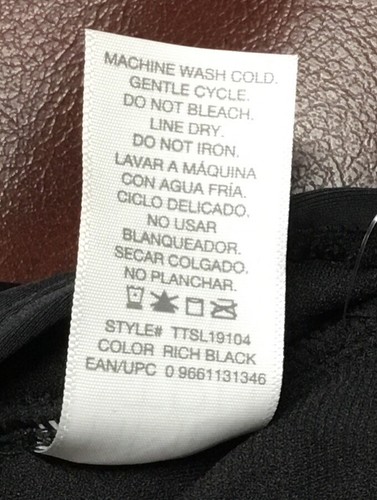 MACHINE WASH COLD.
GENTLE CYCLE.
DO NOT BLEACH.
LINE DRY.
DO NOT IRON.
LAVAR A MÁQUINA
CON AGUA FRÍA.
CICLO DELICADO.
NO USAR
BLANQUEADOR.
SECAR COLGADO.
NO PLANCHAR.
STYLE# TTSL19104
COLOR RICH BLACK
EAN/UPC 0 9661131346